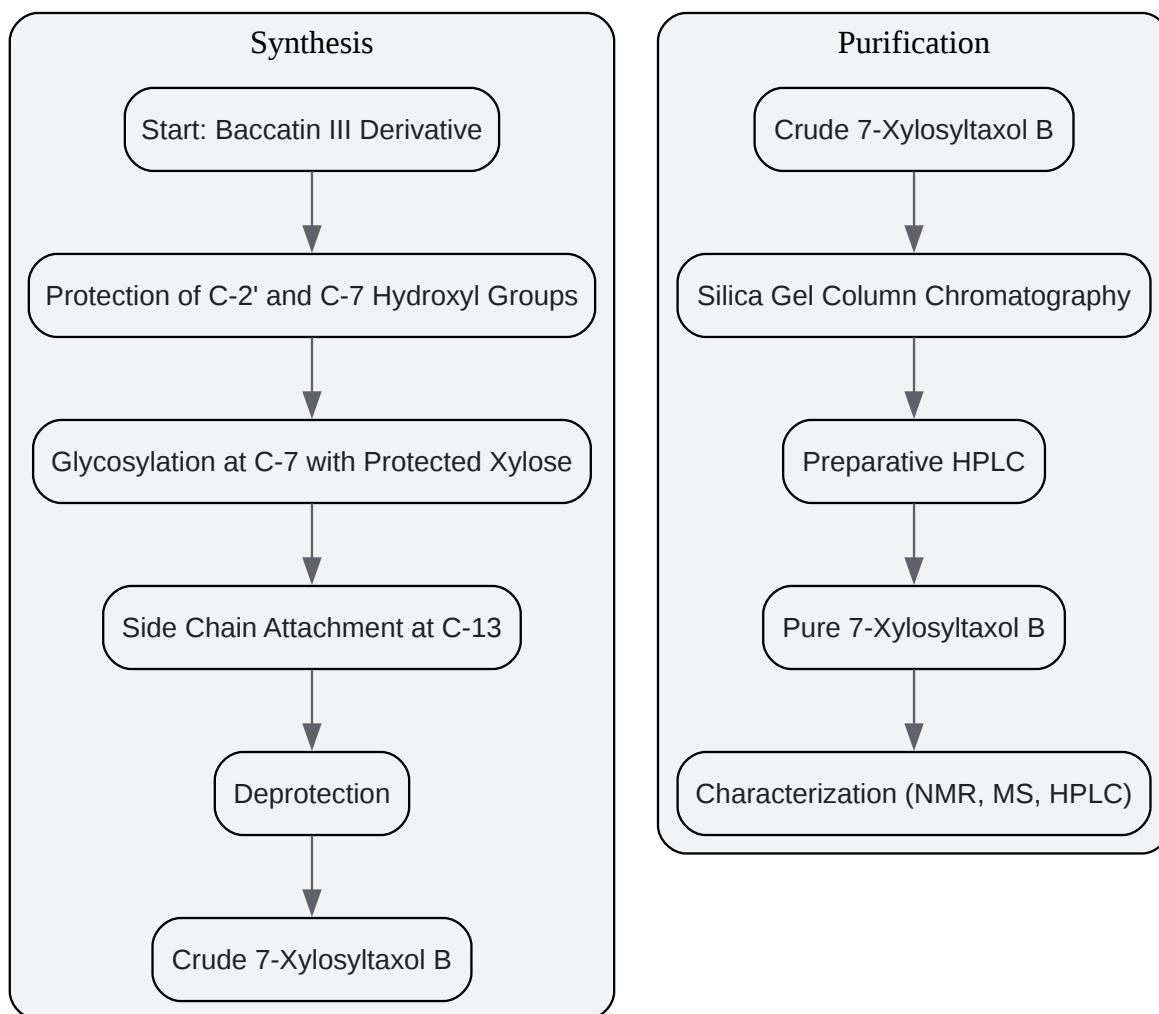 Synthesis
Start: Baccatin III Derivative
Protection of C-2' and C-7 Hydroxyl Groups
Glycosylation at C-7 with Protected Xylose
Side Chain Attachment at C-13
Deprotection
Crude 7-Xylosyltaxol B
Purification
Crude 7-Xylosyltaxol B
Silica Gel Column Chromatography
Preparative HPLC
Pure 7-Xylosyltaxol B
Characterization (NMR, MS, HPLC)